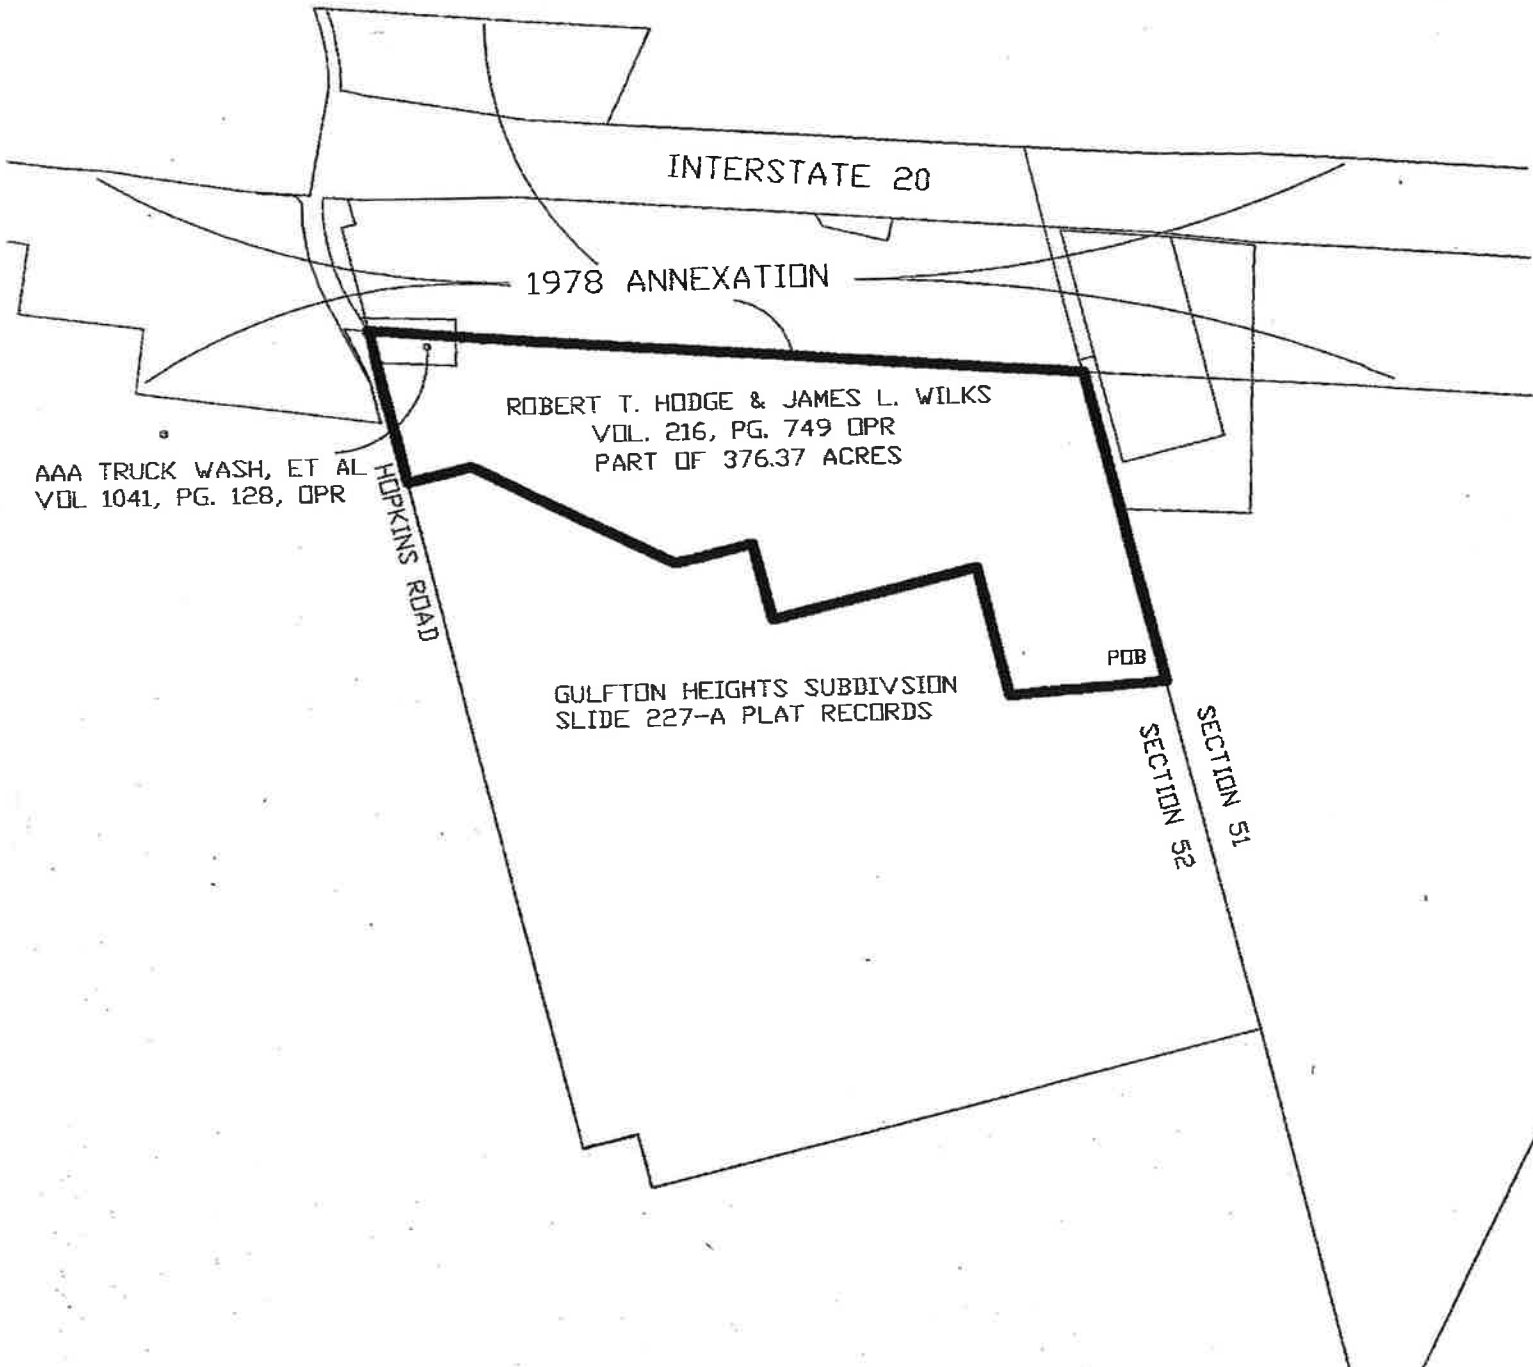 INTERSTATE 20
1978 ANNEXATION
ROBERT T. HODGE & JAMES L. WILKS
VOL. 216, PG. 749 OPR
PART OF 376.37 ACRES
AAA TRUCK WASH, ET AL
VOL 1041, PG. 128, OPR
HOPKINS ROAD
POB
GULFTON HEIGHTS SUBDIVSION
SLIDE 227-A PLAT RECORDS
SECTION 51
SECTION 52